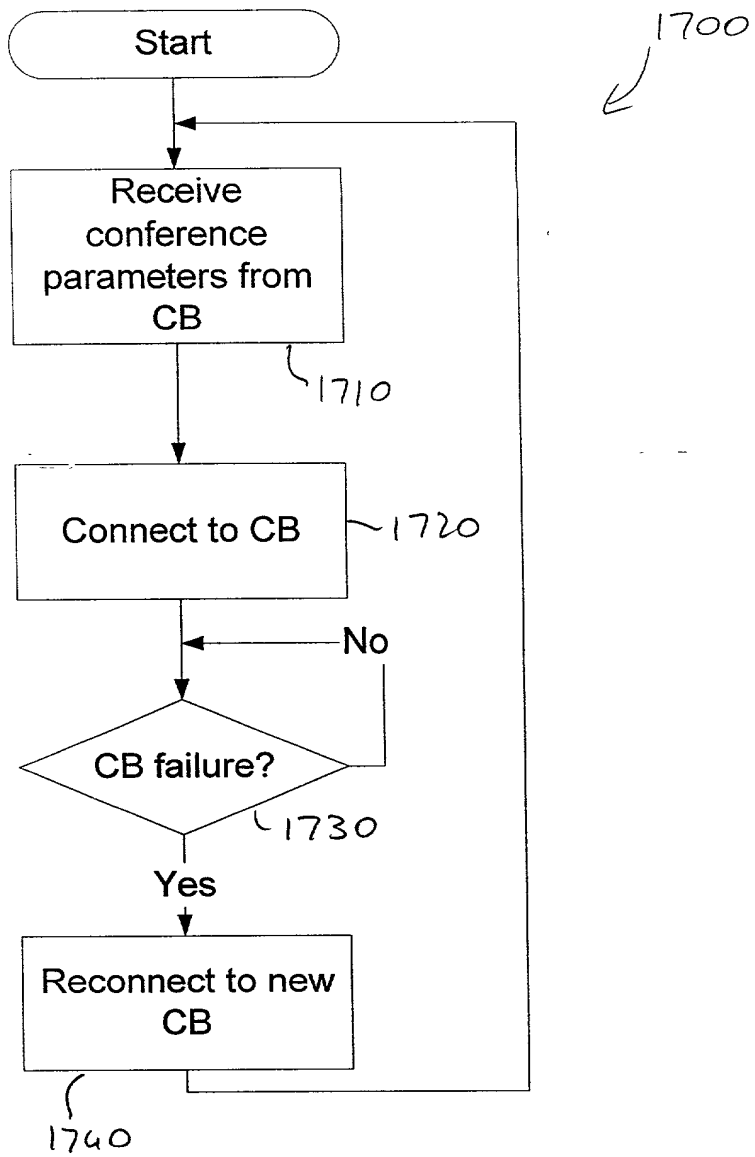 Start
1700
Receive
conference
parameters from
CB
1710
Connect to CB
1720
No
CB failure?
1730
Yes
Reconnect to new
CB
1740